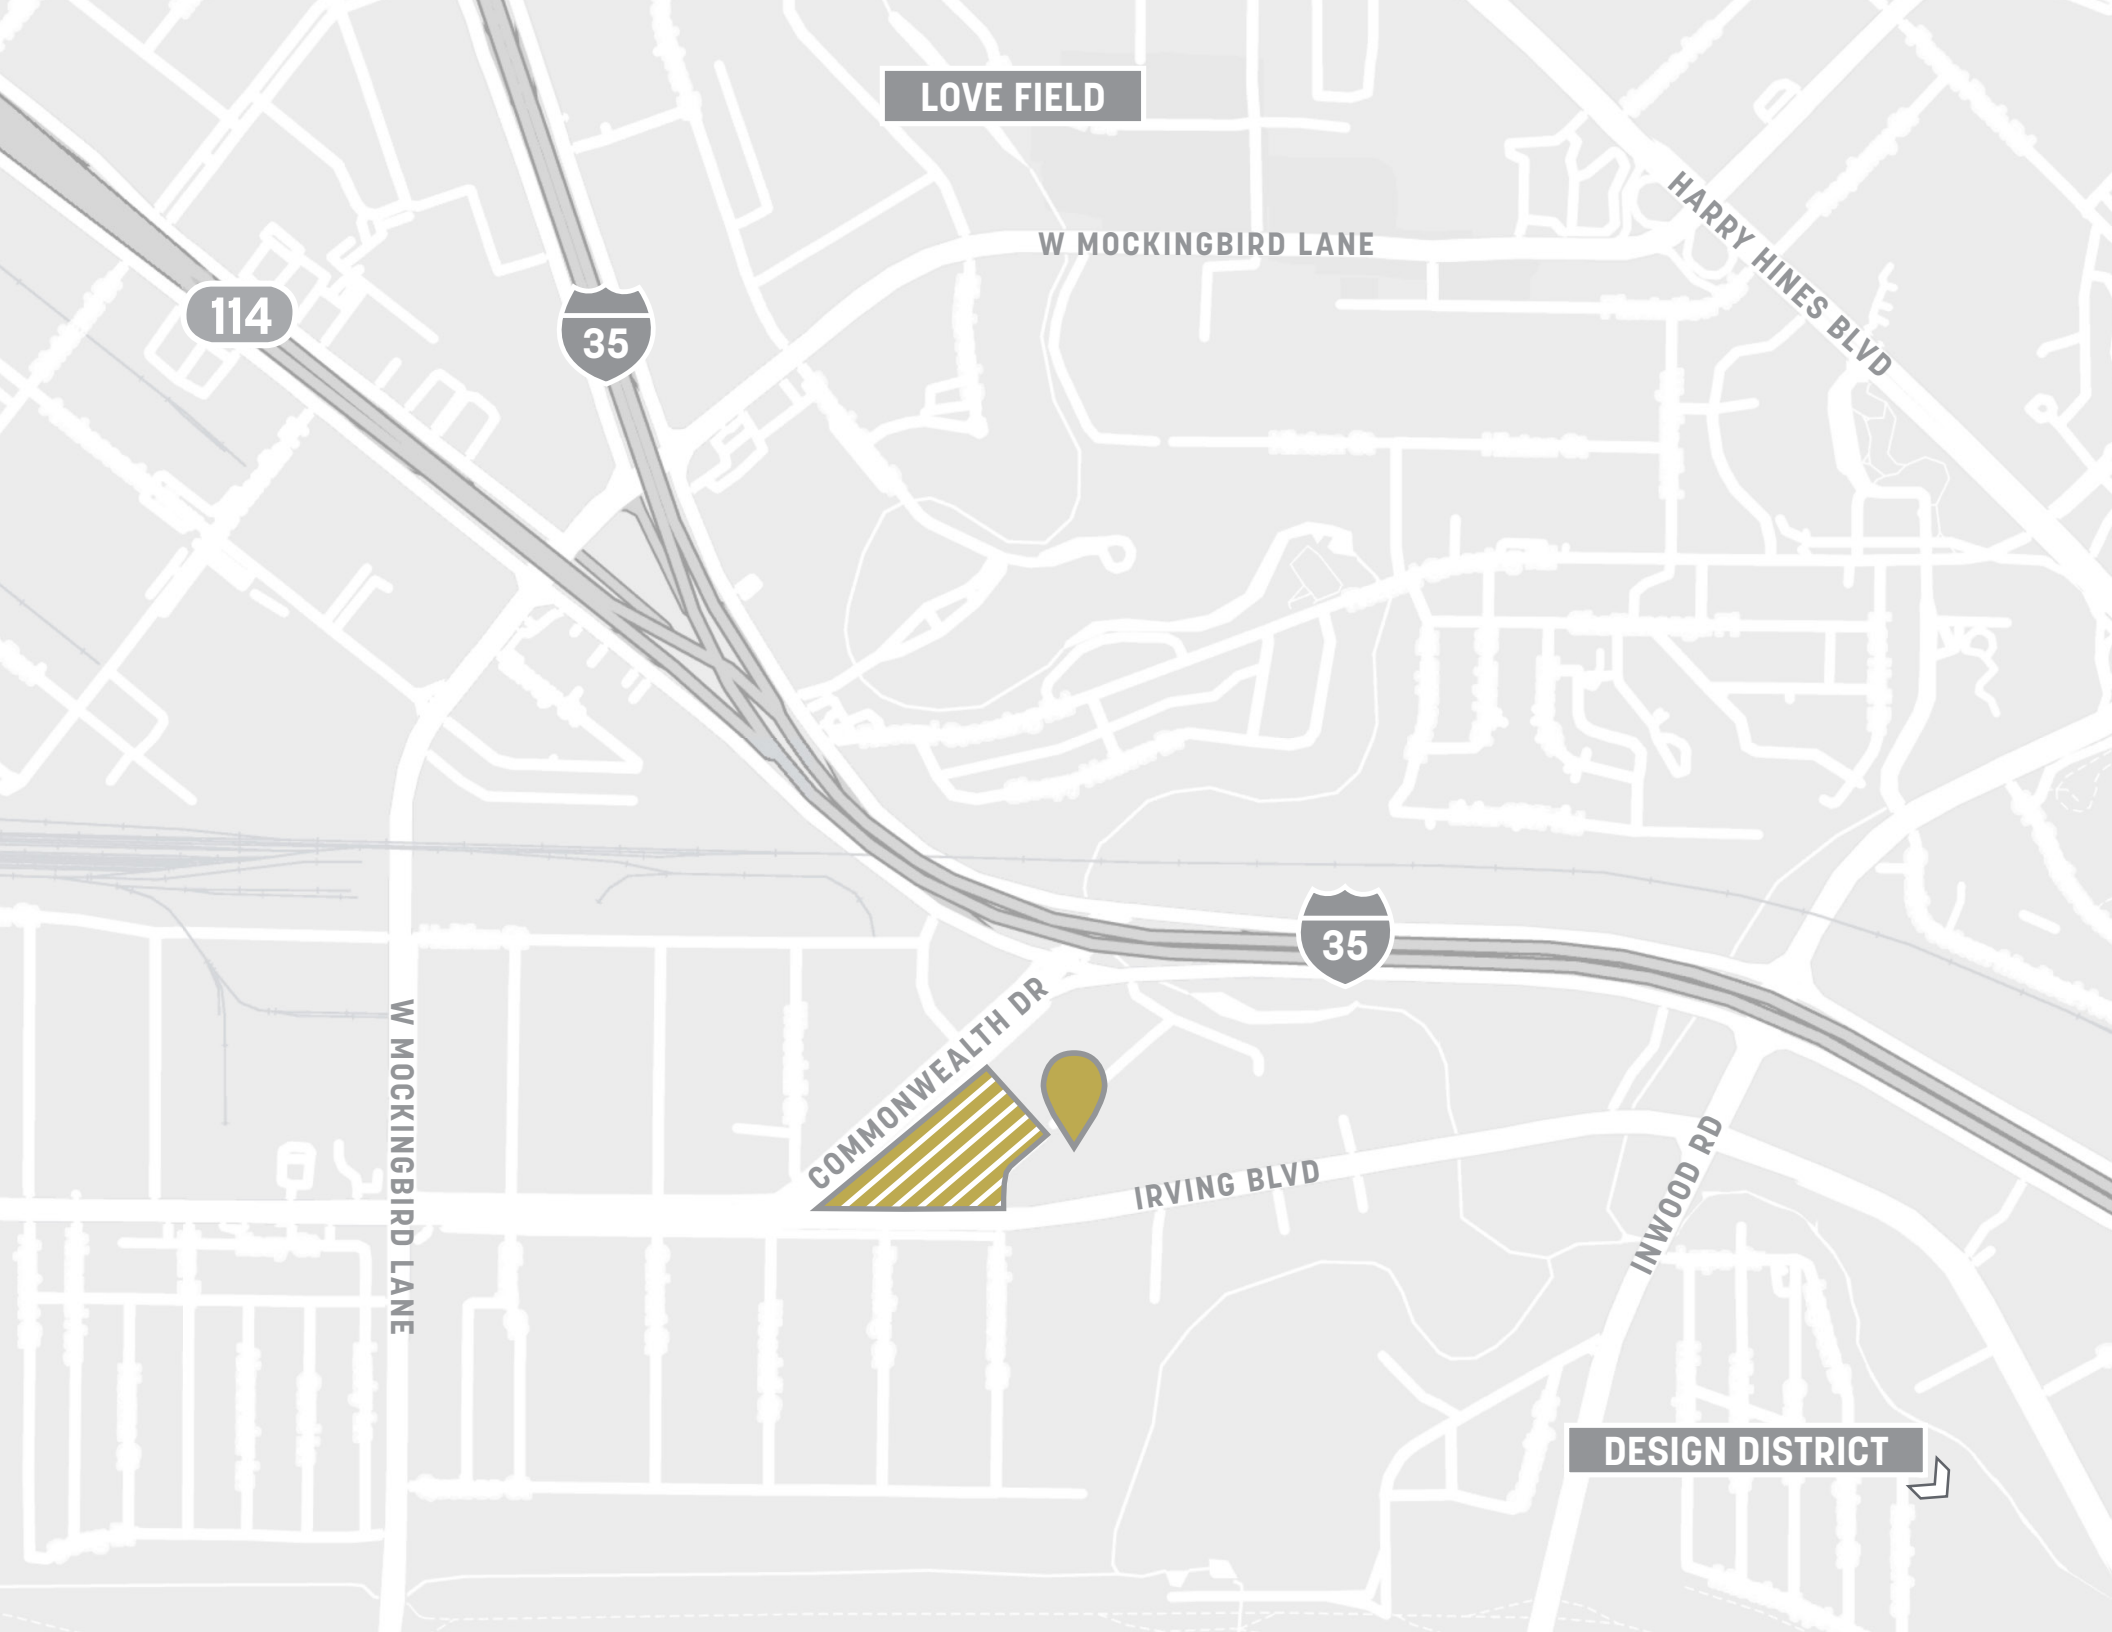 LOVE FIELD
HARRY HINES BLVD
W MOCKINGBIRD LANE
114
35
35
COMMONWEALTH DR
W MOCKINGBIRD LANE
IRVING BLVD
INWOOD RD
DESIGN DISTRICT